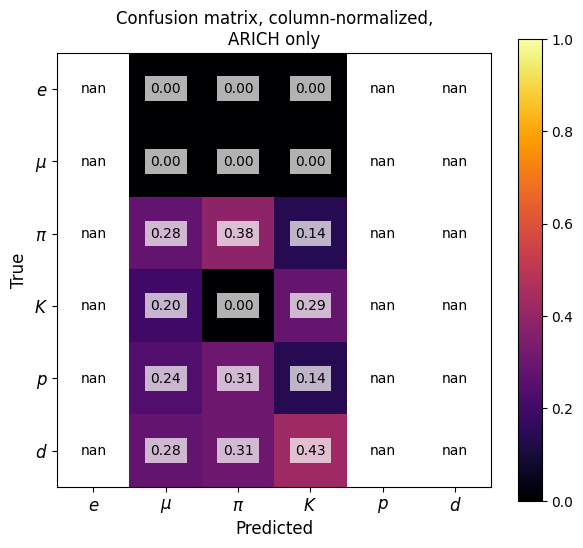 Confusion matrix, column-normalized,
ARICH only
e nan 0.00 0.00 0.00 nan nan
μ nan 0.00 0.00 0.00 nan nan
π nan 0.28 0.38 0.14 nan nan
K nan 0.20 0.00 0.29 nan nan
p nan 0.24 0.31 0.14 nan nan
d nan 0.28 0.31 0.43 nan nan
e μ π K p d
Predicted
True
1.0
0.8
0.6
0.4
0.2
0.0